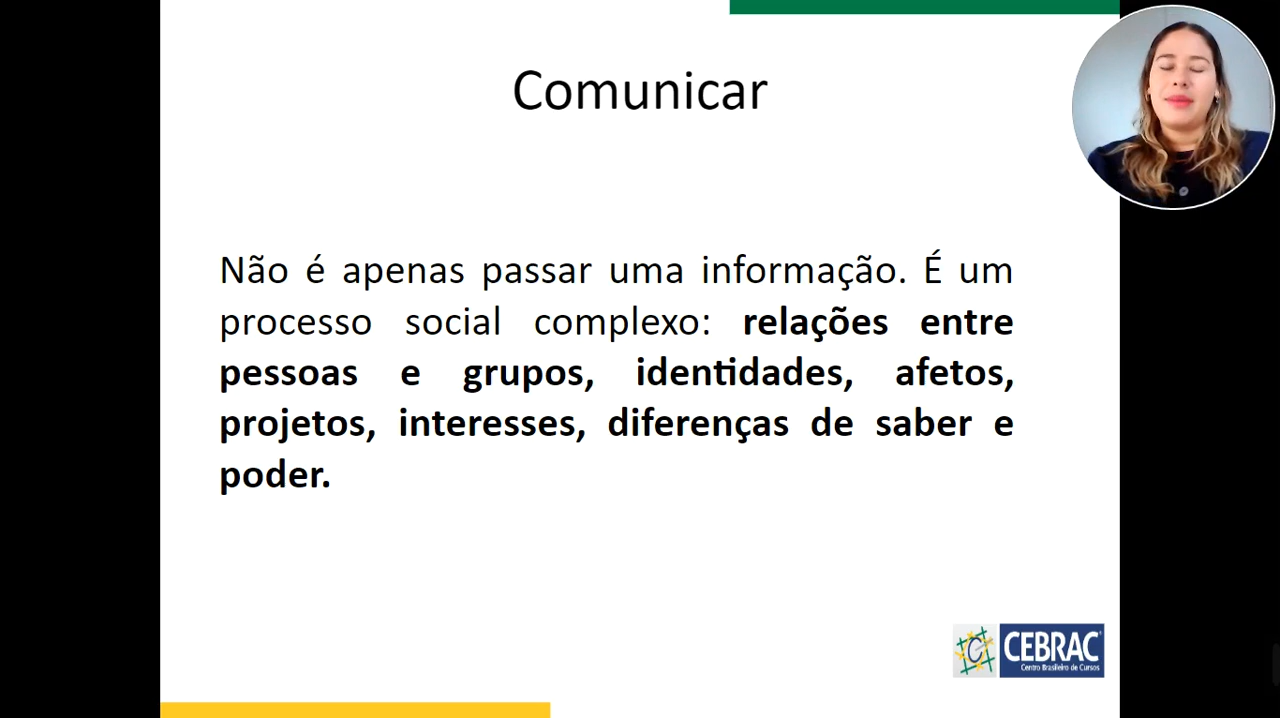 Comunicar
Não é apenas passar uma informação. É um
processo social complexo: relações entre
pessoas e grupos, identidades, afetos,
projetos, interesses, diferenças de saber e
poder.
CEBRAC
Centro Brasileiro de Cursos